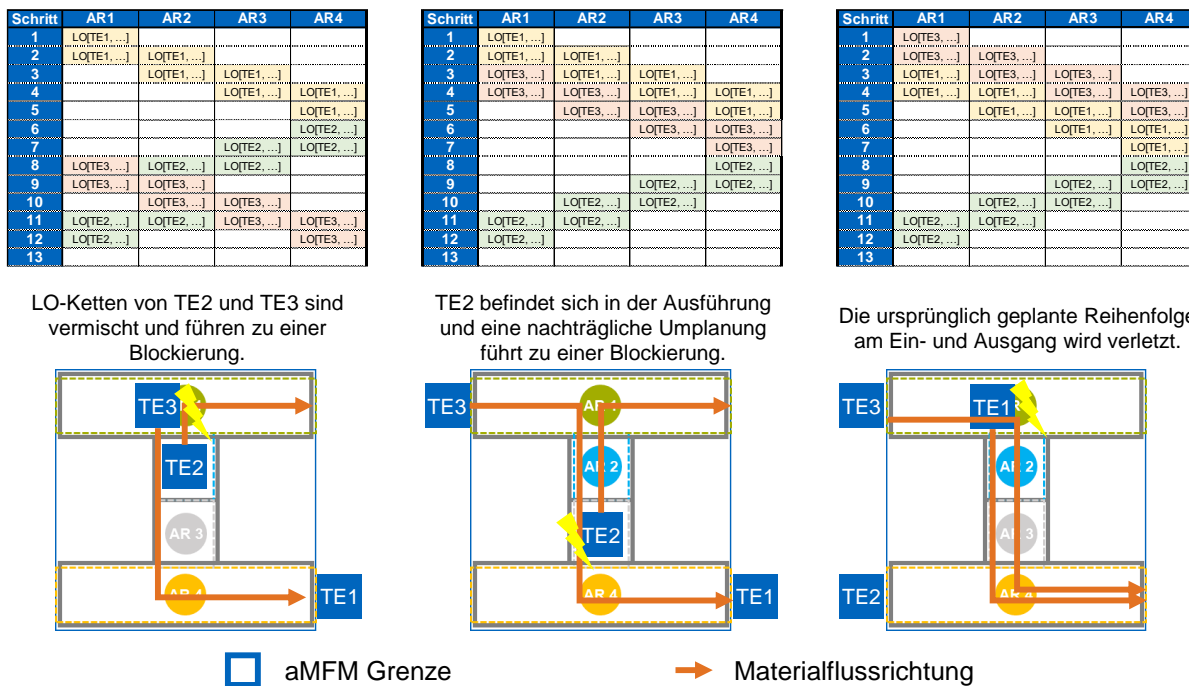 Schritt AR1 AR2 AR3 AR4
1 LO[TE1, ...]
2 LO[TE1, ...] LO[TE1, ...]
3 LO[TE1, ...] LO[TE1, ...]
4 LO[TE1, ...] LO[TE1, ...]
5 LO[TE1, ...]
6 LO[TE2, ...]
7 LO[TE2, ...] LO[TE2, ...]
8 LO[TE3, ...] LO[TE2, ...] LO[TE2, ...]
9 LO[TE3, ...] LO[TE3, ...]
10 LO[TE3, ...] LO[TE3, ...]
11 LO[TE2, ...] LO[TE2, ...] LO[TE3, ...] LO[TE3, ...]
12 LO[TE2, ...] LO[TE3, ...]
13
Schritt AR1 AR2 AR3 AR4
1 LO[TE1, ...]
2 LO[TE1, ...] LO[TE1, ...]
3 LO[TE3, ...] LO[TE1, ...] LO[TE1, ...]
4 LO[TE3, ...] LO[TE3, ...] LO[TE1, ...] LO[TE1, ...]
5 LO[TE3, ...] LO[TE3, ...] LO[TE1, ...]
6 LO[TE3, ...] LO[TE3, ...]
7 LO[TE3, ...]
8 LO[TE2, ...]
9 LO[TE2, ...] LO[TE2, ...]
10 LO[TE2, ...] LO[TE2, ...]
11 LO[TE2, ...] LO[TE2, ...]
12 LO[TE2, ...]
13
Schritt AR1 AR2 AR3 AR4
1 LO[TE3, ...]
2 LO[TE3, ...] LO[TE3, ...]
3 LO[TE1, ...] LO[TE3, ...] LO[TE3, ...]
4 LO[TE1, ...] LO[TE1, ...] LO[TE3, ...] LO[TE3, ...]
5 LO[TE1, ...] LO[TE1, ...] LO[TE3, ...]
6 LO[TE1, ...] LO[TE1, ...]
7 LO[TE1, ...]
8 LO[TE2, ...]
9 LO[TE2, ...] LO[TE2, ...]
10 LO[TE2, ...] LO[TE2, ...]
11 LO[TE2, ...] LO[TE2, ...]
12 LO[TE2, ...]
13
LO-Ketten von TE2 und TE3 sind
vermischt und führen zu einer
Blockierung.
TE2 befindet sich in der Ausführung
und eine nachträgliche Umplanung
führt zu einer Blockierung.
Die ursprünglich geplante Reihenfolge
am Ein- und Ausgang wird verletzt.
TE3
TE2
AR 3
AR 4
TE1
TE3
AR 2
TE2
AR 4
TE1
TE3
TE1
AR 2
AR 3
TE2
AR 4
aMFM Grenze
Materialflussrichtung